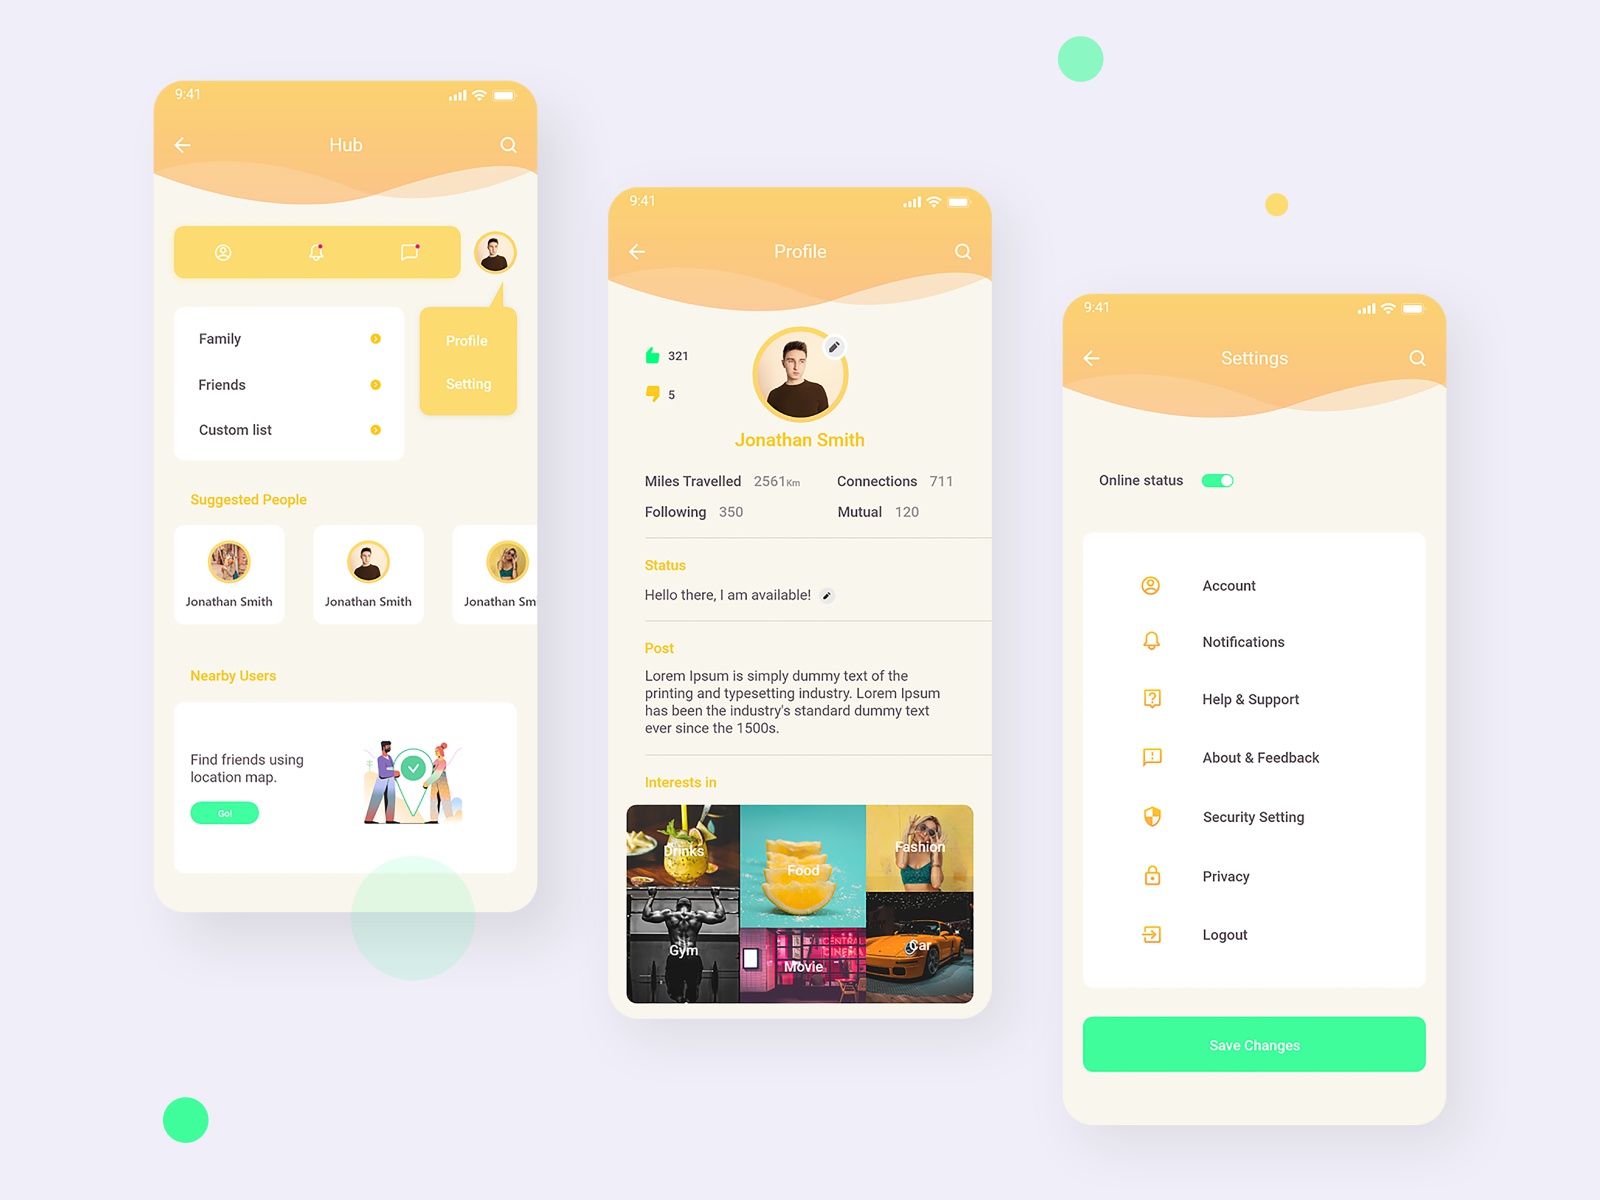 9:41
Hub
Family
Friends
Custom list
Profile
Setting
Suggested People
Jonathan Smith
Jonathan Smith
Jonathan Sm
Nearby Users
Find friends using
location map.
Go!
9:41
Profile
321
5
Jonathan Smith
Miles Travelled 2561Km
Connections 711
Following 350
Mutual 120
Status
Hello there, I am available!
Post
Lorem Ipsum is simply dummy text of the
printing and typesetting industry. Lorem Ipsum
has been the industry's standard dummy text
ever since the 1500s.
Interests in
Drinks
Food
Fashion
Gym
CENTRAL
CINEMA
Movie
Car
9:41
Settings
Online status
Account
Notifications
Help & Support
About & Feedback
Security Setting
Privacy
Logout
Save Changes